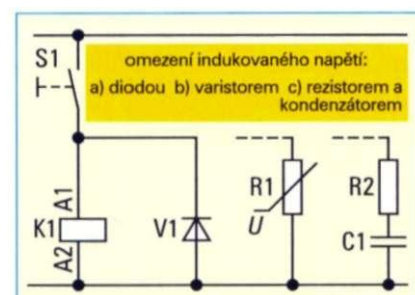 S1
omezení indukovaného napětí:
a) diodou b) varistorem c) rezistorem a
kondenzátorem
A1
K1
A2
V1
R1
U
R2
C1